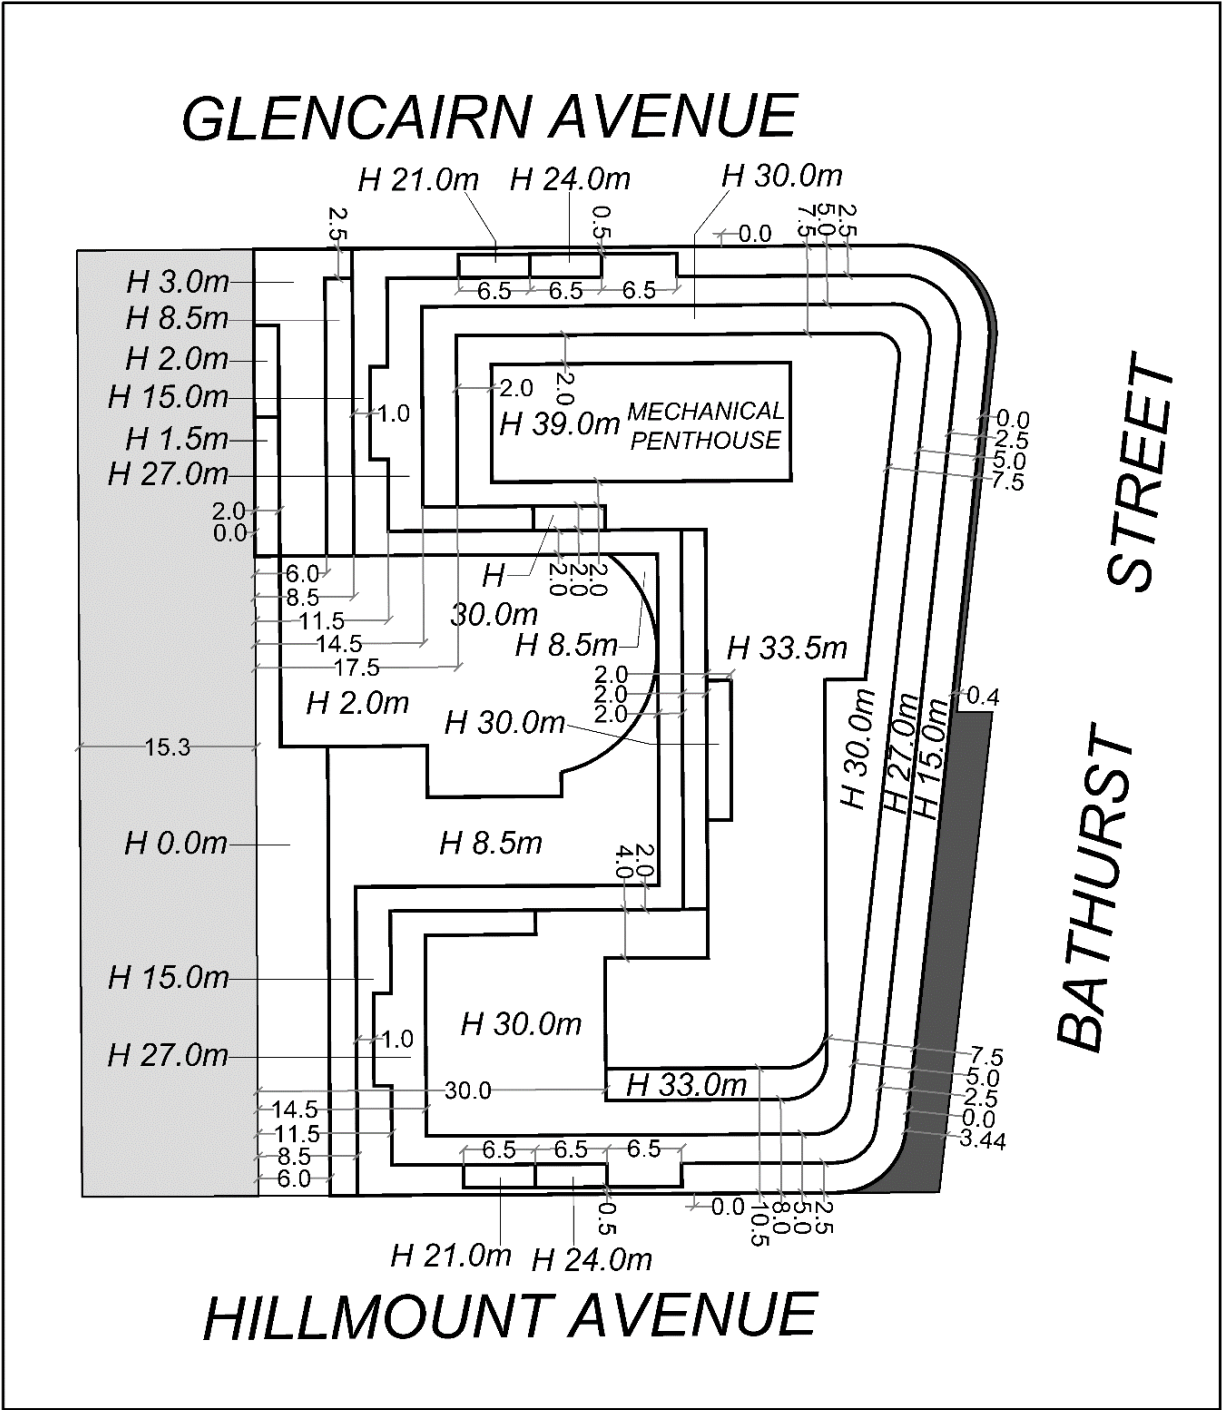 GLENCAIRN AVENUE
H 21.0m
H 24.0m
H 30.0m
2.5
0.5
0.0
7.5
5.0
2.5
H 3.0m
H 8.5m
H 2.0m
H 15.0m
H 1.5m
H 27.0m
6.5
6.5
6.5
1.0
2.0
2.0
H 39.0m
MECHANICAL
PENTHOUSE
0.0
2.5
5.0
7.5
STREET
2.0
0.0
6.0
8.5
11.5
14.5
17.5
H
30.0m
2.0
2.0
2.0
H 8.5m
H 33.5m
2.0
2.0
2.0
H 2.0m
H 30.0m
0.4
15.3
H 30.0m
H 27.0m
H 15.0m
BATHURST
H 0.0m
H 8.5m
4.0
2.0
H 15.0m
H 30.0m
1.0
H 27.0m
30.0
H 33.0m
7.5
5.0
2.5
0.0
3.44
14.5
11.5
8.5
6.0
6.5
6.5
6.5
0.5
0.0
10.5
8.0
5.0
2.5
H 21.0m
H 24.0m
HILLMOUNT AVENUE